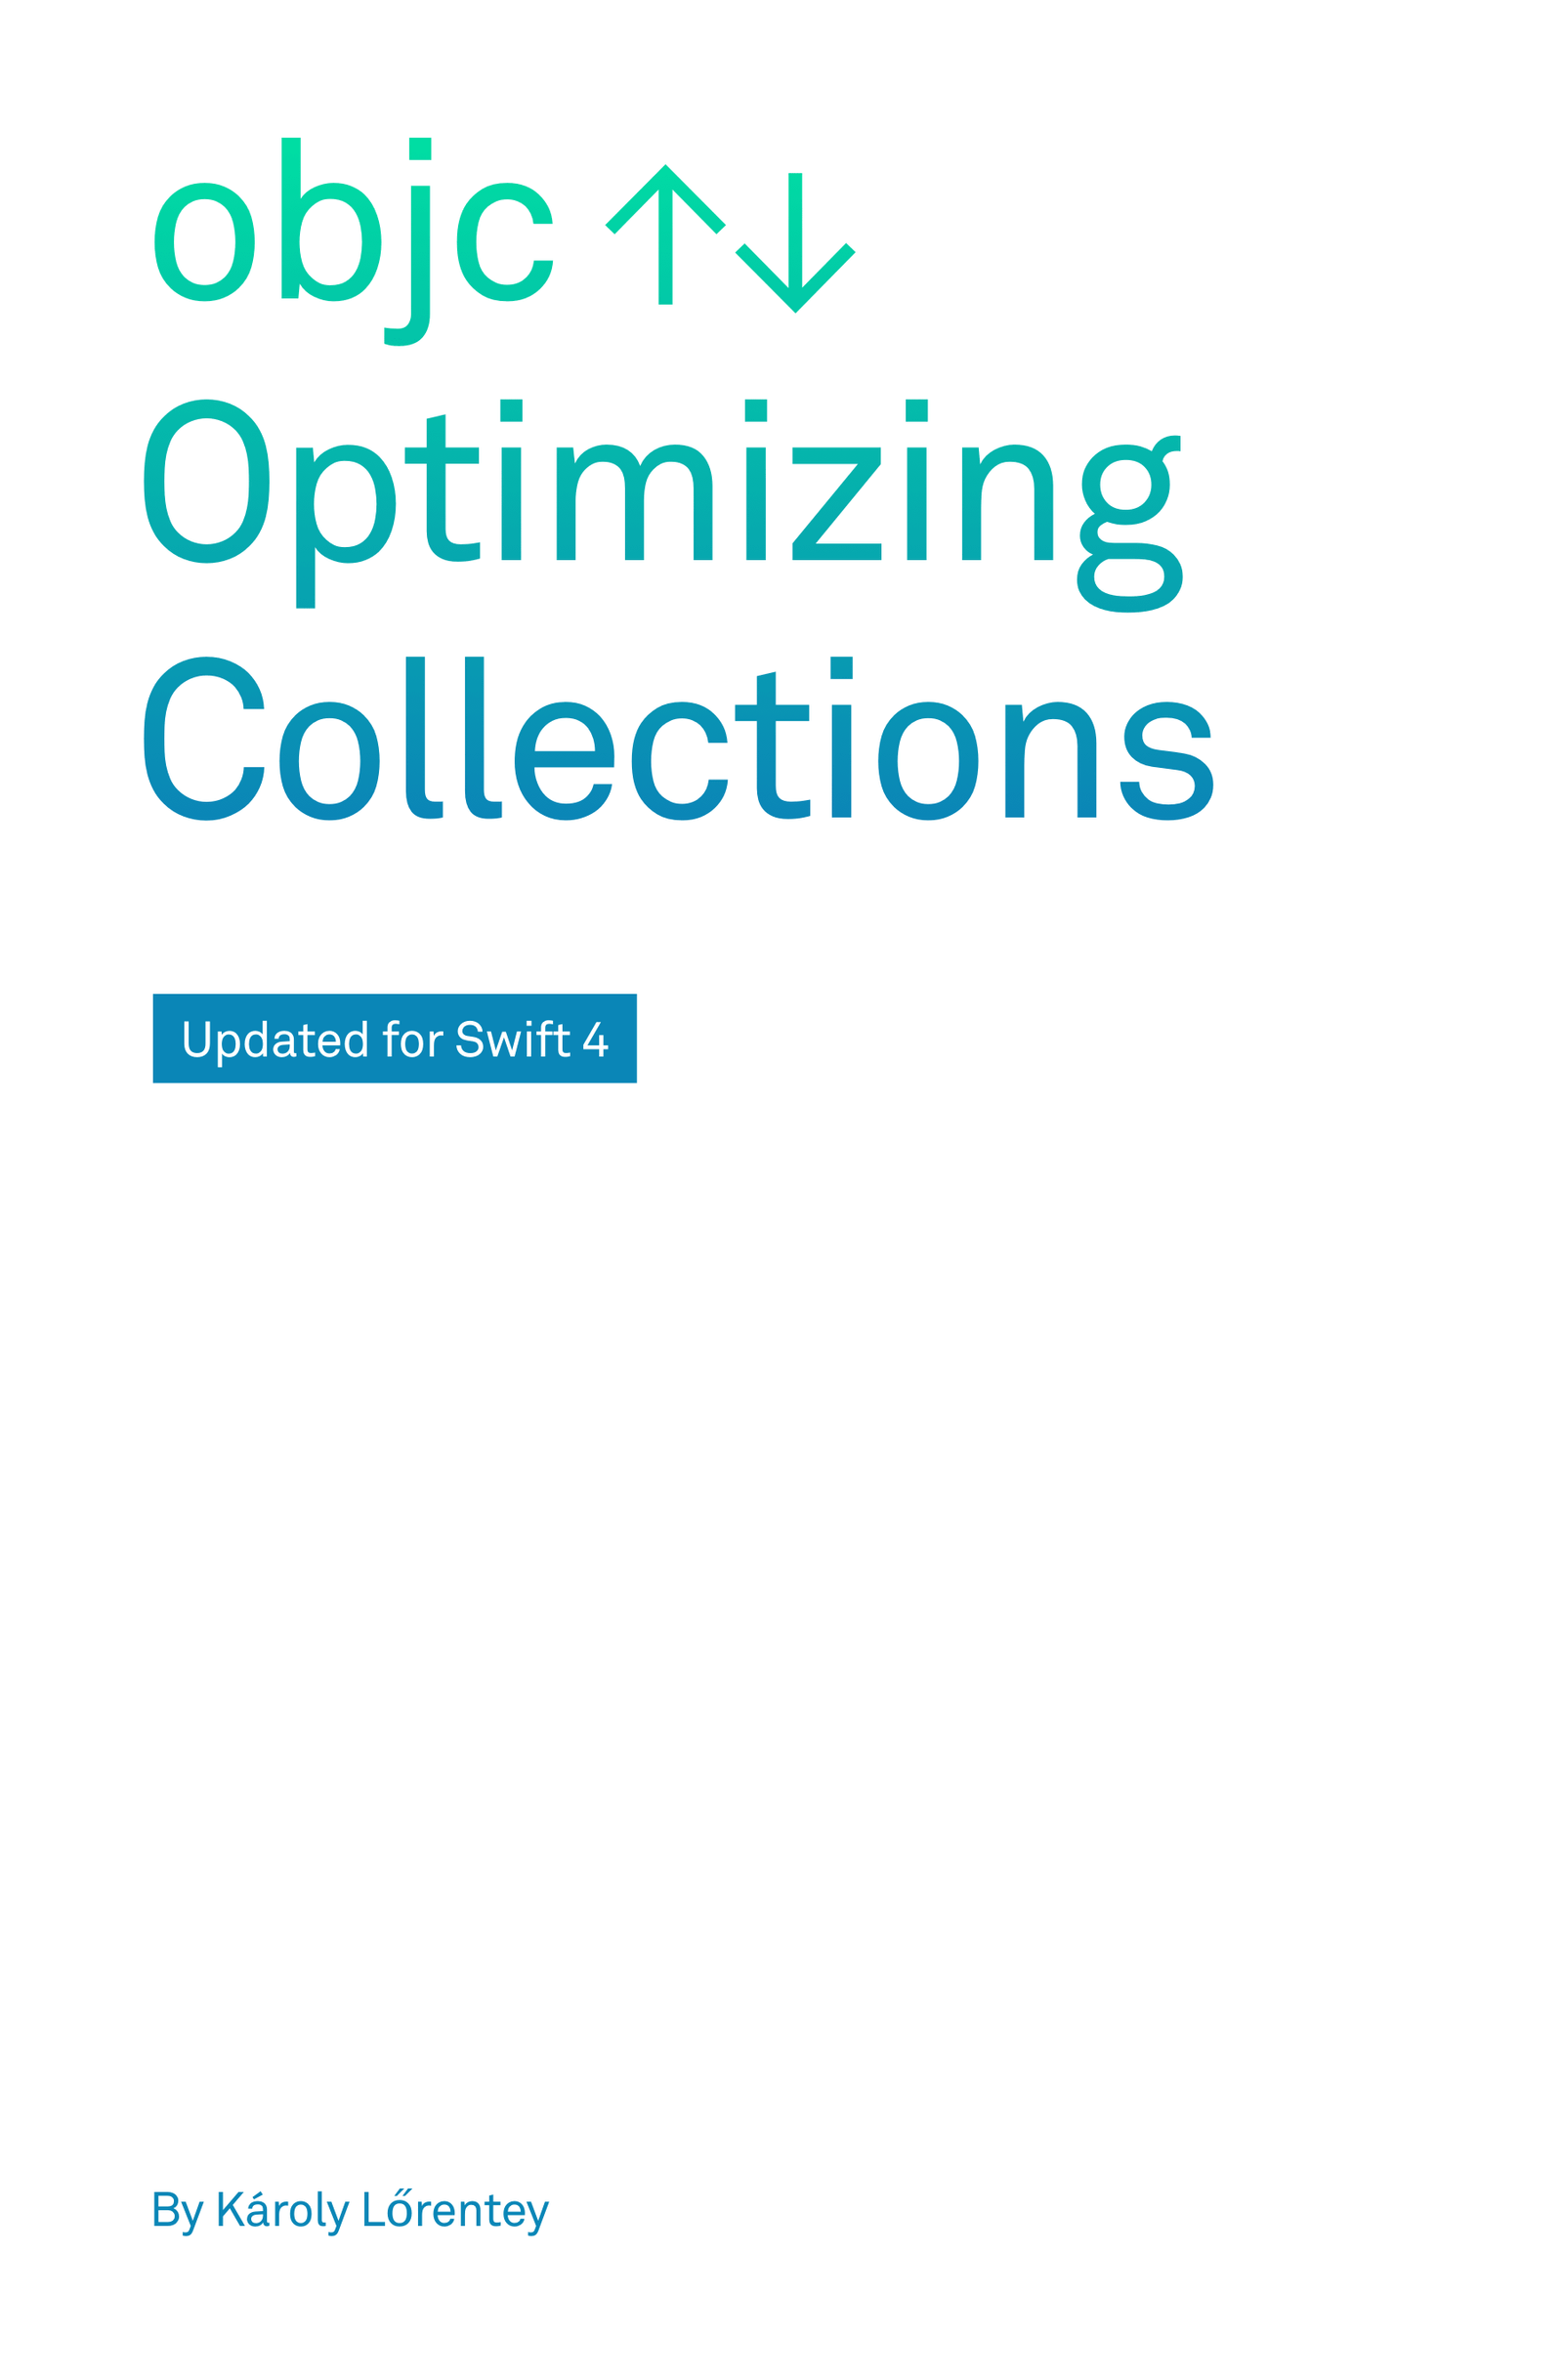 objc ↑↓
Optimizing
Collections
Updated for Swift 4
By Károly Lőrentey